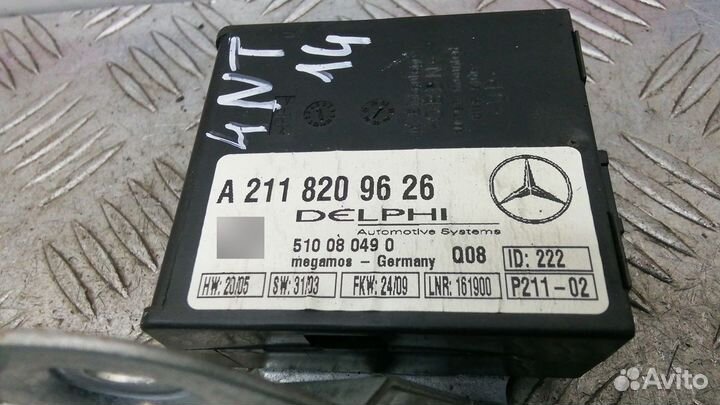 4NT
14
A 211 820 96 26
DELPHI
Automotive Systems
510 08 049 0
megamos - Germany
Q08
ID: 222
HW: 20/05
SW: 31/03
FKW: 24/09
LNR: 161900
P211-02
Avito